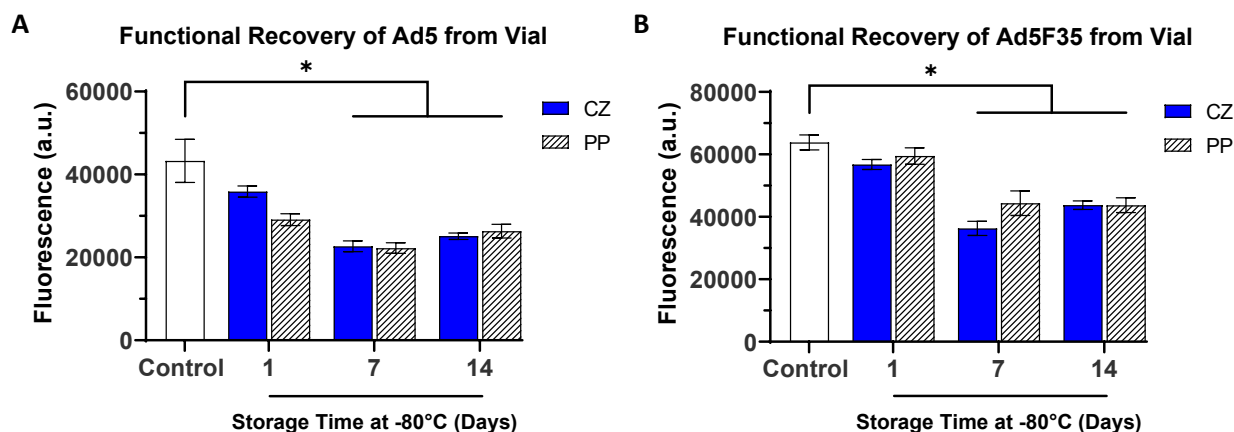 A
Functional Recovery of Ad5 from Vial
*
60000
40000
20000
0
Fluorescence (a.u.)
CZ
PP
Control 1 7 14
Storage Time at -80°C (Days)
B
Functional Recovery of Ad5F35 from Vial
*
80000
60000
40000
20000
0
Fluorescence (a.u.)
CZ
PP
Control 1 7 14
Storage Time at -80°C (Days)